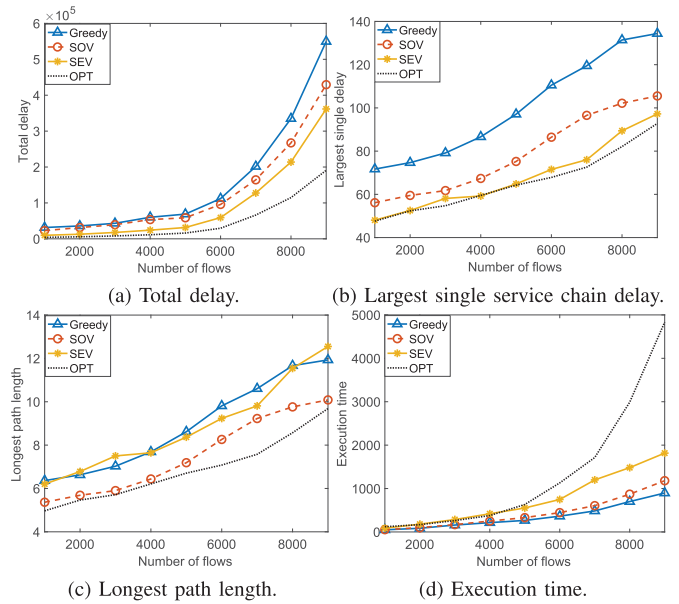 ×10⁵
6
5
4
3
2
1
0
Total delay
Greedy
SOV
SEV
OPT
2000 4000 6000 8000
Number of flows
(a) Total delay.
140
120
100
80
60
40
Largest single delay
Greedy
SOV
SEV
OPT
2000 4000 6000 8000
Number of flows
(b) Largest single service chain delay.
14
12
10
8
6
4
Longest path length
Greedy
SOV
SEV
OPT
2000 4000 6000 8000
Number of flows
(c) Longest path length.
5000
4000
3000
2000
1000
0
Execution time
Greedy
SOV
SEV
OPT
2000 4000 6000 8000
Number of flows
(d) Execution time.